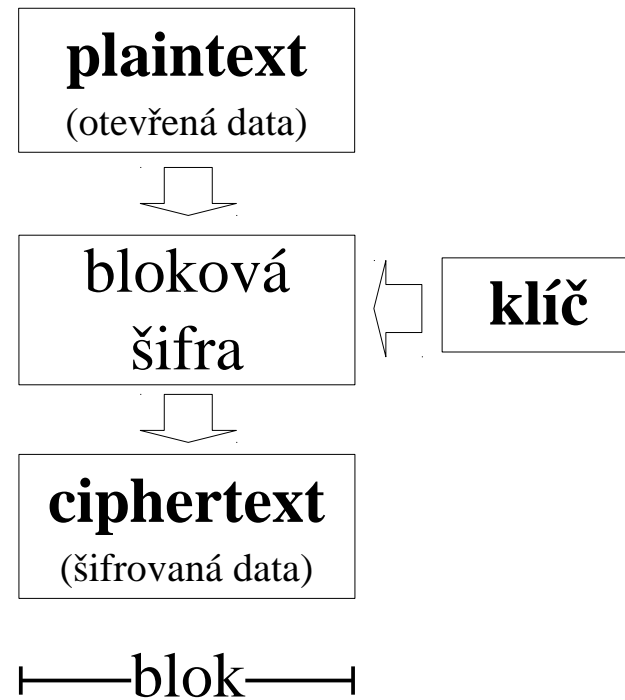 plaintext
(otevřená data)
bloková
šifra
klíč
ciphertext
(šifrovaná data)
blok